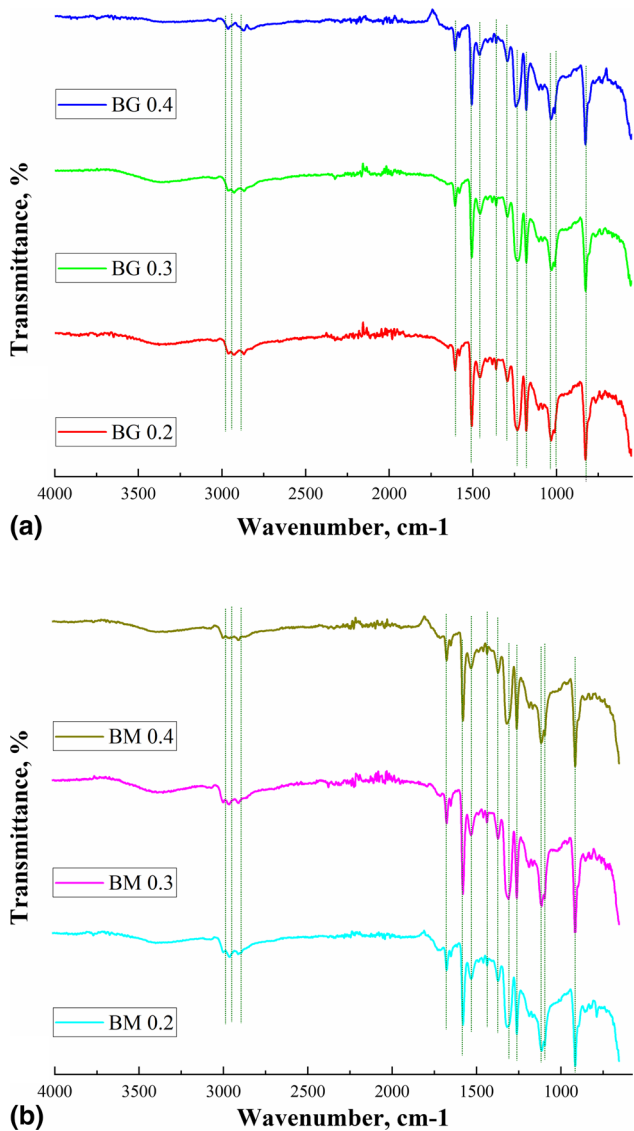 Transmittance, %
BG 0.4
BG 0.3
BG 0.2
4000 3500 3000 2500 2000 1500 1000
(a)
Wavenumber, cm-1
Transmittance, %
BM 0.4
BM 0.3
BM 0.2
4000 3500 3000 2500 2000 1500 1000
(b)
Wavenumber, cm-1